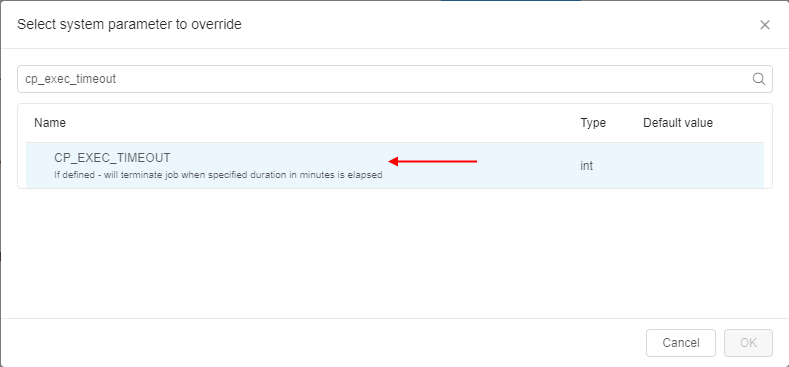 Select system parameter to override
cp_exec_timeout
Name Type Default value
CP_EXEC_TIMEOUT
If defined - will terminate job when specified duration in minutes is elapsed
int
Cancel OK